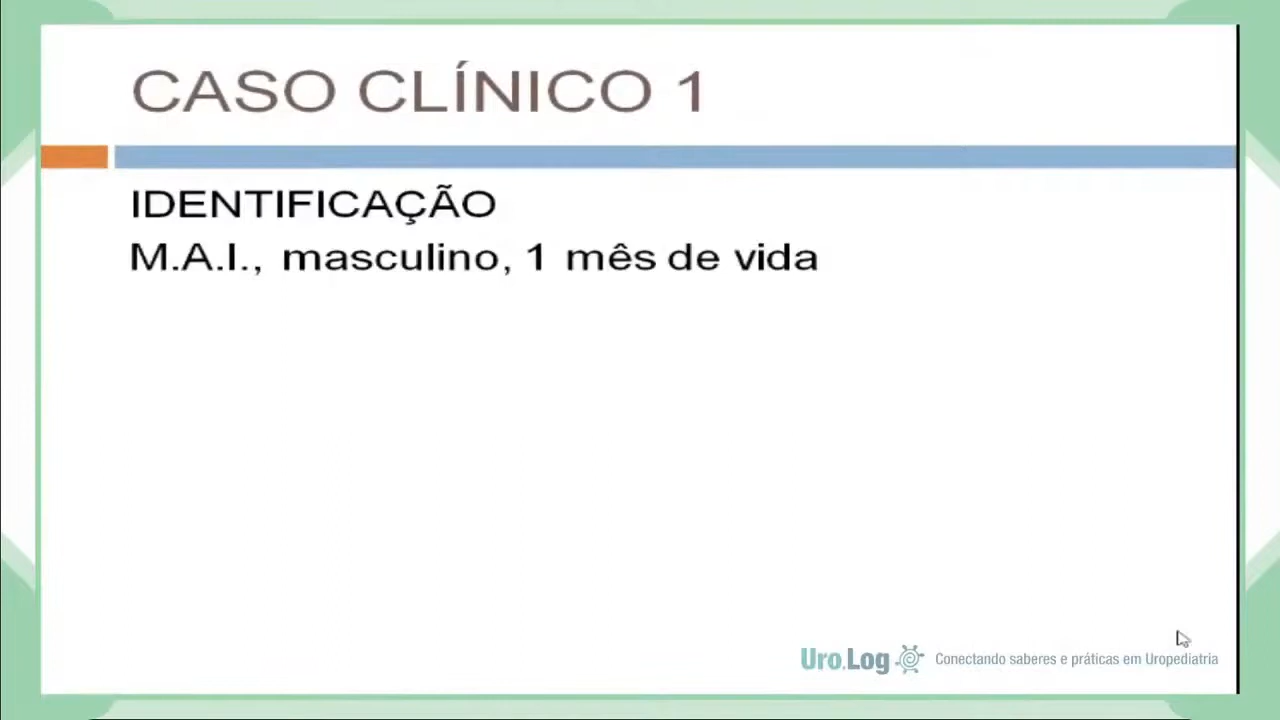 CASO CLÍNICO 1
IDENTIFICAÇÃO
M.A.I., masculino, 1 mês de vida
Uro.Log Conectando saberes e práticas em Uropediatria